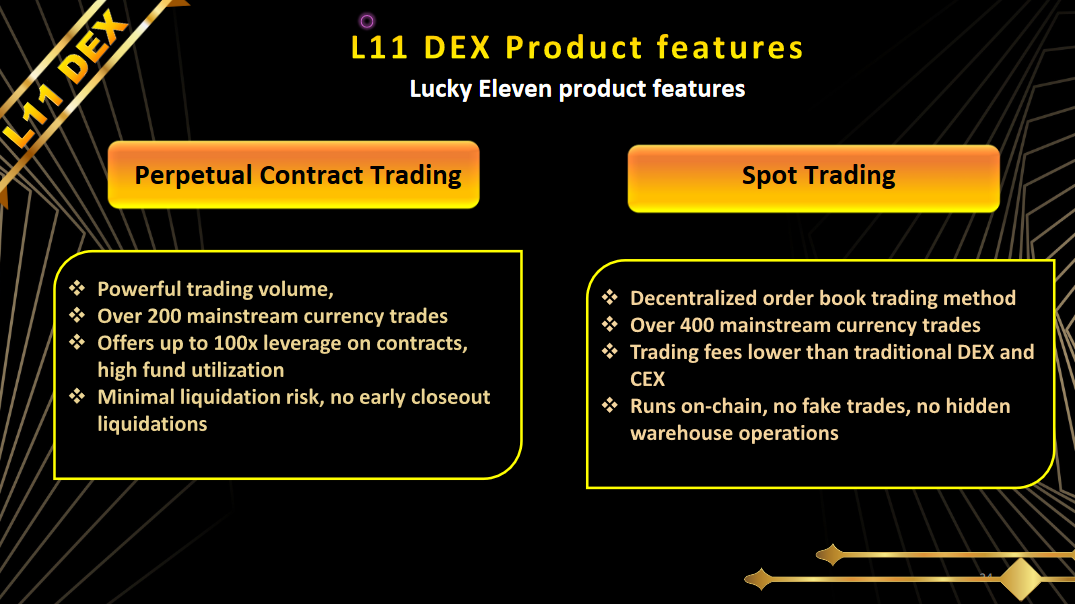 L11 DEX
L11 DEX Product features
Lucky Eleven product features
Perpetual Contract Trading
Powerful trading volume,
Over 200 mainstream currency trades
Offers up to 100x leverage on contracts,
high fund utilization
Minimal liquidation risk, no early closeout
liquidations
Spot Trading
Decentralized order book trading method
Over 400 mainstream currency trades
Trading fees lower than traditional DEX and
CEX
Runs on-chain, no fake trades, no hidden
warehouse operations